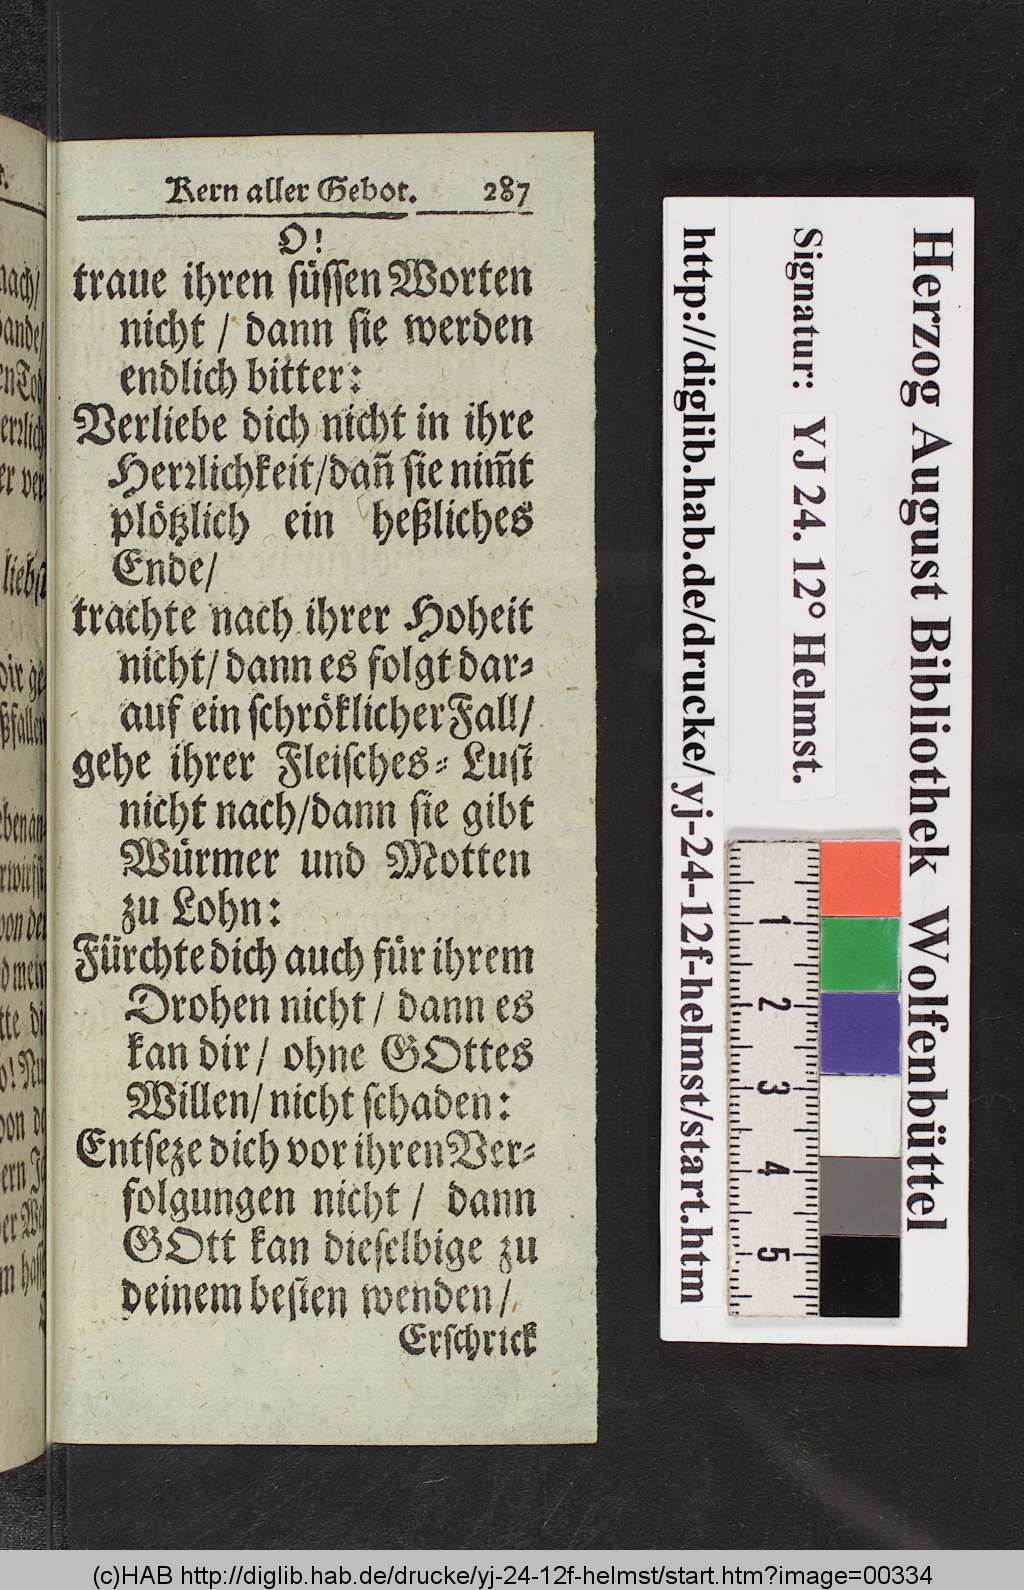 Kern aller Gebot. 287
O!
traue ihren süssen Worten
nicht / dann sie werden
endlich bitter:
Verliebe dich nicht in ihre
Herꝛlichkeit/dañ sie nim̄t
plötzlich ein heßliches
Ende/
trachte nach ihrer Hoheit
nicht/ dann es folgt dar-
auf ein schröklicher Fall/
gehe ihrer Fleisches-Lust
nicht nach/dann sie gibt
Würmer und Motten
zu Lohn:
Fürchte dich auch für ihrem
Drohen nicht / dann es
kan dir / ohne GOttes
Willen/ nicht schaden:
Entseze dich vor ihren Ver-
folgungen nicht / dann
GOtt kan dieselbige zu
deinem besten wenden /
Erschrick
Herzog August Bibliothek Wolfenbüttel
Signatur: YJ 24. 12° Helmst.
http://diglib.hab.de/drucke/yj-24-12f-helmst/start.htm
1
2
3
4
5
(c)HAB http://diglib.hab.de/drucke/yj-24-12f-helmst/start.htm?image=00334